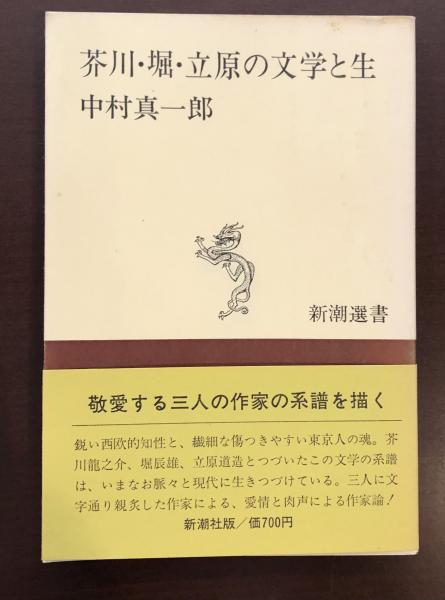 芥川・堀・立原の文学と生
中村真一郎
新潮選書
敬愛する三人の作家の系譜を描く
鋭い西欧的知性と、繊細な傷つきやすい東京人の魂。芥
川龍之介、堀辰雄、立原道造とつづいたこの文学の系譜
は、いまなお脈々と現代に生きつづけている。三人に文
字通り親炙した作家による、愛情と肉声による作家論!
新潮社版/価700円